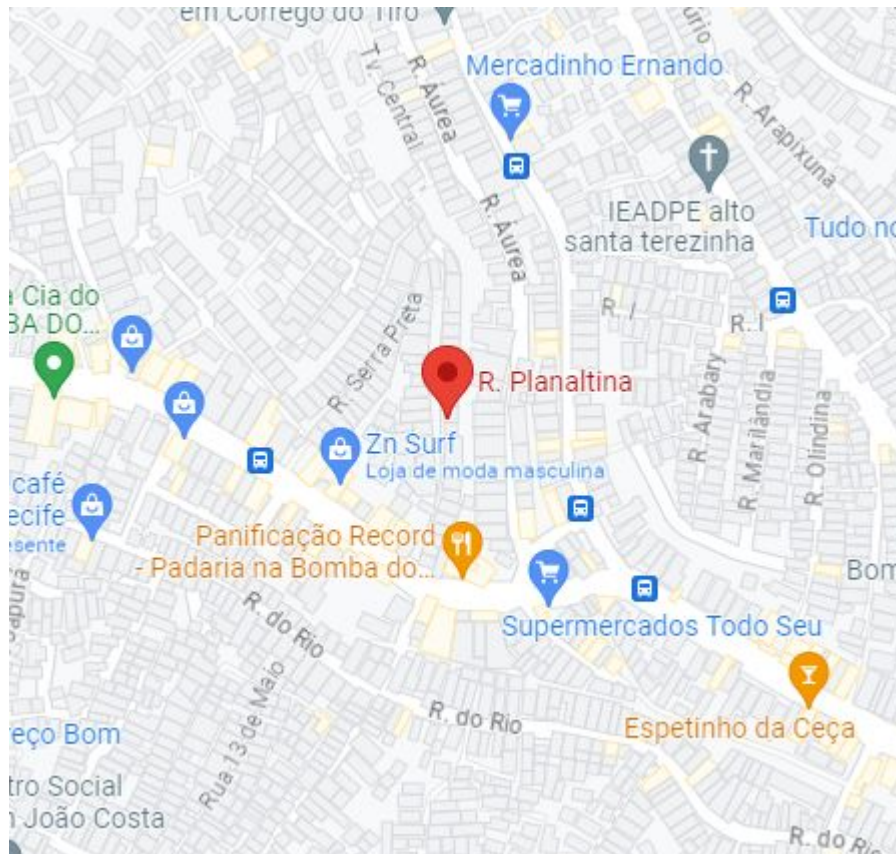 em Córrego do Tiro
Tv. Central
R. Áurea
Mercadinho Ernando
R. Arapixuna
IEADPE alto
santa terezinha
Tudo no
R. Áurea
a Cia do
BA DO...
R. Serra Preta
R. I
R. I
R. Planaltina
R. Arabary
R. Marilândia
R. Olindina
Zn Surf
Loja de moda masculina
café
ecife
esente
Panificação Record
- Padaria na Bomba do...
Bom
R. do Rio
Supermercados Todo Seu
Rua 13 de Maio
R. do Rio
Espetinho da Ceça
eço Bom
tro Social
João Costa
R. do Rio